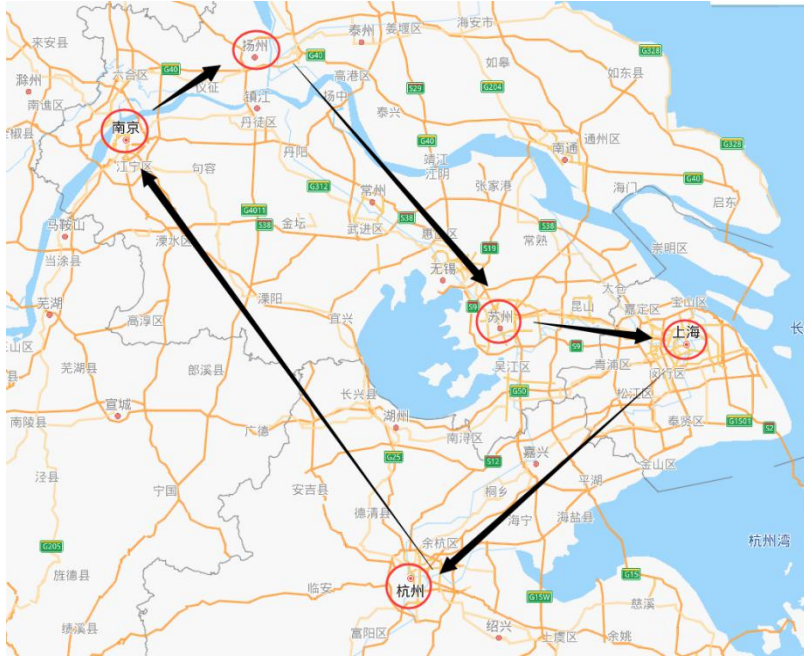 来安县
扬州
泰州
姜堰区
海安市
G328
G40
六合区
G40
滁州
仪征
高港区
如皋
如东县
南谯区
镇江
扬中
S29
G204
泰兴
南京
丹徒区
G328
通州区
G40
南通
丹阳
靖江
江宁区
句容
江阴
G312
张家港
G40
海门
常州
启东
G4011
S38
金坛
S38
S38
马鞍山
武进区
常熟
溧水区
S19
崇明区
当涂县
无锡
太仓
溧阳
芜湖
S9
昆山
嘉定区
宝山区
高淳区
宜兴
苏州
上海
长
S9
芜湖县
郎溪县
吴江区
青浦区
闵行区
长兴县
G50
松江区
宣城
湖州
奉贤区
G1501
S2
南陵县
广德
南浔区
嘉兴
G25
S12
金山区
泾县
安吉县
桐乡
平湖
宁国
德清县
海宁
海盐县
杭州湾
G205
余杭区
旌德县
临安
杭州
G15
G15W
慈溪
绩溪县
富阳区
绍兴
上虞区
余姚